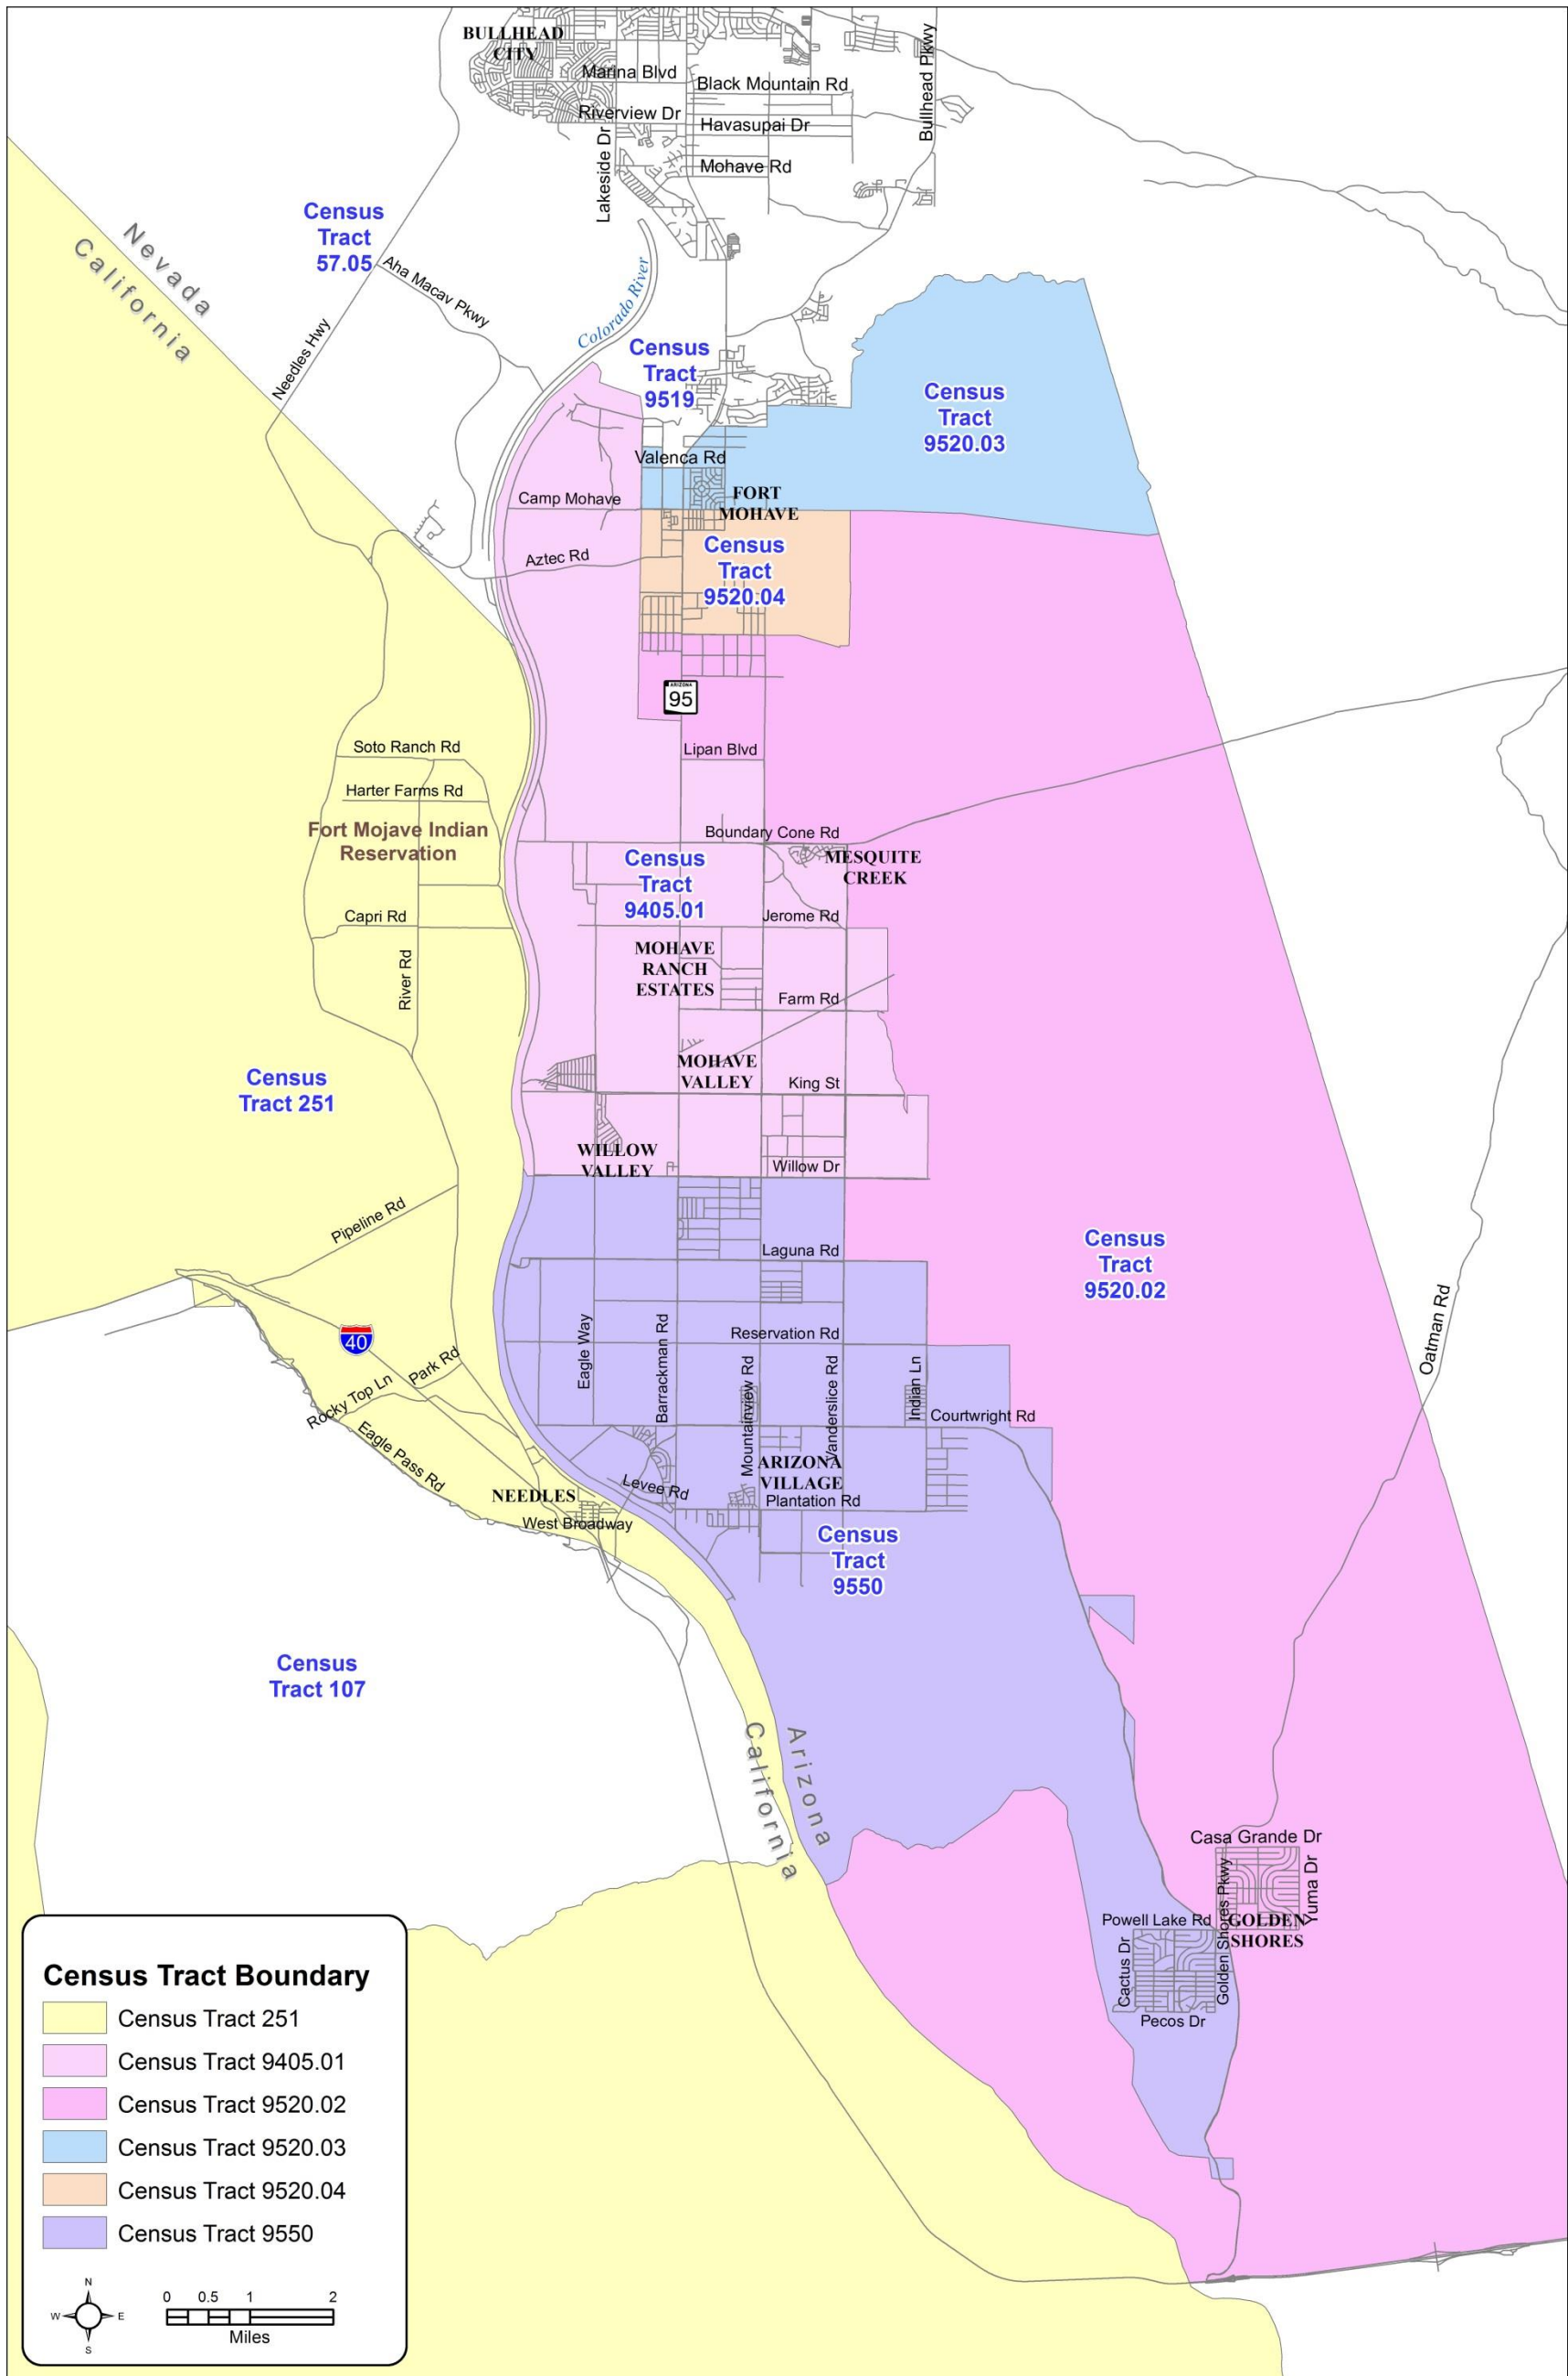 BULLHEAD
CITY
Marina Blvd
Black Mountain Rd
Bullhead Pkwy
Riverview Dr
Havasupai Dr
Lakeside Dr
Mohave Rd
Census
Tract
57.05
Nevada
California
Aha Macav Pkwy
Colorado River
Needles Hwy
Census
Tract
9519
Census
Tract
9520.03
Valenca Rd
Camp Mohave
FORT
MOHAVE
Aztec Rd
Census
Tract
9520.04
ARIZONA
95
Soto Ranch Rd
Lipan Blvd
Harter Farms Rd
Fort Mojave Indian
Reservation
Boundary Cone Rd
MESQUITE
CREEK
Census
Tract
9405.01
Capri Rd
Jerome Rd
River Rd
MOHAVE
RANCH
ESTATES
Farm Rd
Census
Tract 251
MOHAVE
VALLEY
King St
WILLOW
VALLEY
Willow Dr
Pipeline Rd
Laguna Rd
Census
Tract
9520.02
40
Reservation Rd
Oatman Rd
Park Rd
Rocky Top Ln
Eagle Pass Rd
Eagle Way
Barrackman Rd
Mountainview Rd
Vanderslice Rd
Indian Ln
Courtwright Rd
ARIZONA
VILLAGE
Levee Rd
NEEDLES
Plantation Rd
West Broadway
Census
Tract
9550
Census
Tract 107
California
Arizona
Casa Grande Dr
Yuma Dr
Golden Shores Pkwy
Powell Lake Rd
GOLDEN
SHORES
Cactus Dr
Pecos Dr
Census Tract Boundary
Census Tract 251
Census Tract 9405.01
Census Tract 9520.02
Census Tract 9520.03
Census Tract 9520.04
Census Tract 9550
N
W E
S
0 0.5 1 2
Miles